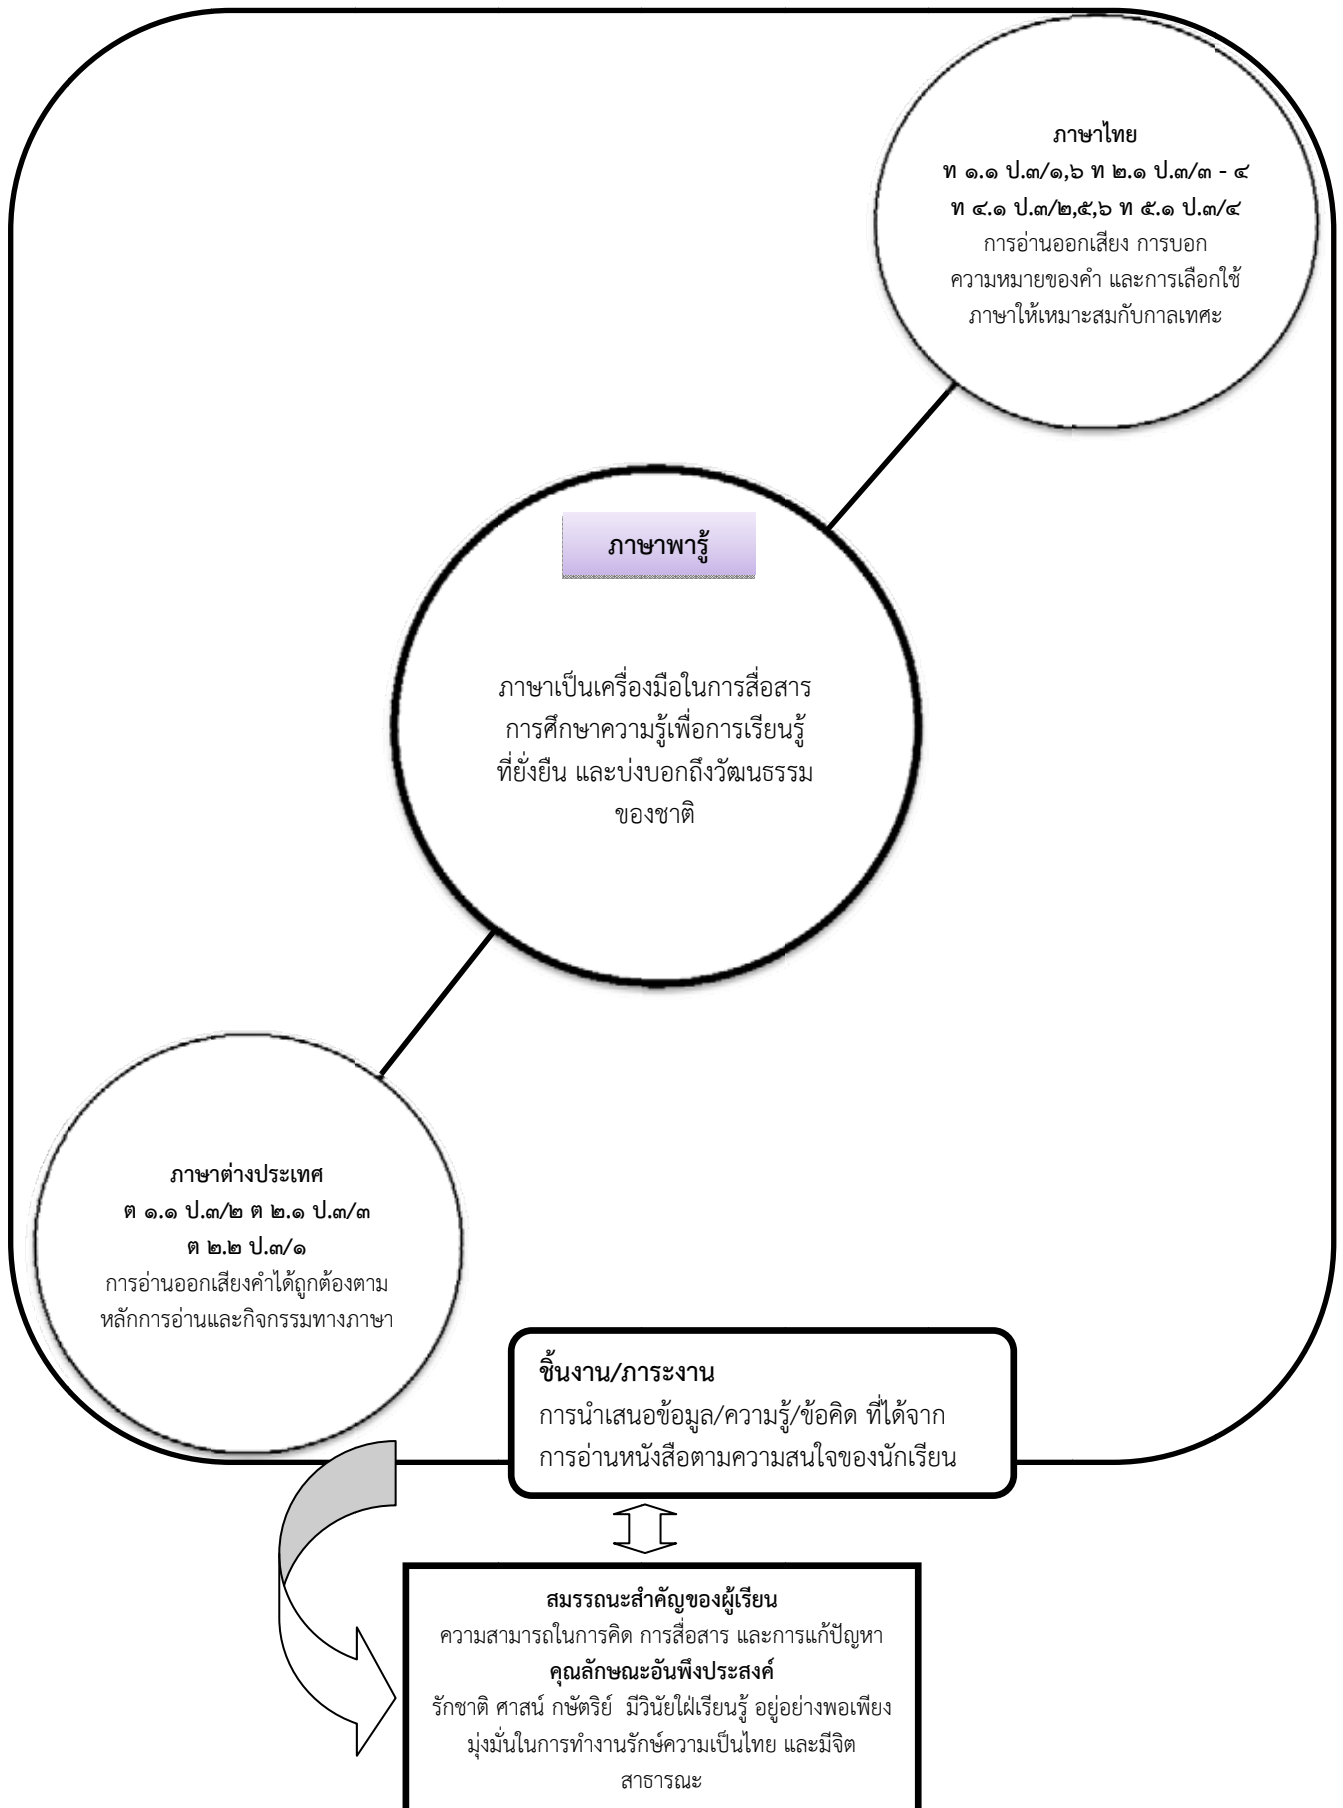 ภาษาไทย
ท ๑.๑ ป.๓/๑,๖ ท ๒.๑ ป.๓/๓ - ๔
ท ๔.๑ ป.๓/๒,๕,๖ ท ๕.๑ ป.๓/๔
การอ่านออกเสียง การบอก
ความหมายของคำ และการเลือกใช้
ภาษาให้เหมาะสมกับกาลเทศะ
ภาษาพารู้
ภาษาเป็นเครื่องมือในการสื่อสาร
การศึกษาความรู้เพื่อการเรียนรู้
ที่ยั่งยืน และบ่งบอกถึงวัฒนธรรม
ของชาติ
ภาษาต่างประเทศ
ต ๑.๑ ป.๓/๒ ต ๒.๑ ป.๓/๓
ต ๒.๒ ป.๓/๑
การอ่านออกเสียงคำได้ถูกต้องตาม
หลักการอ่านและกิจกรรมทางภาษา
ชิ้นงาน/ภาระงาน
การนำเสนอข้อมูล/ความรู้/ข้อคิด ที่ได้จาก
การอ่านหนังสือตามความสนใจของนักเรียน
สมรรถนะสำคัญของผู้เรียน
ความสามารถในการคิด การสื่อสาร และการแก้ปัญหา
คุณลักษณะอันพึงประสงค์
รักชาติ ศาสน์ กษัตริย์  มีวินัยใฝ่เรียนรู้ อยู่อย่างพอเพียง
มุ่งมั่นในการทำงานรักษ์ความเป็นไทย และมีจิต
สาธารณะ